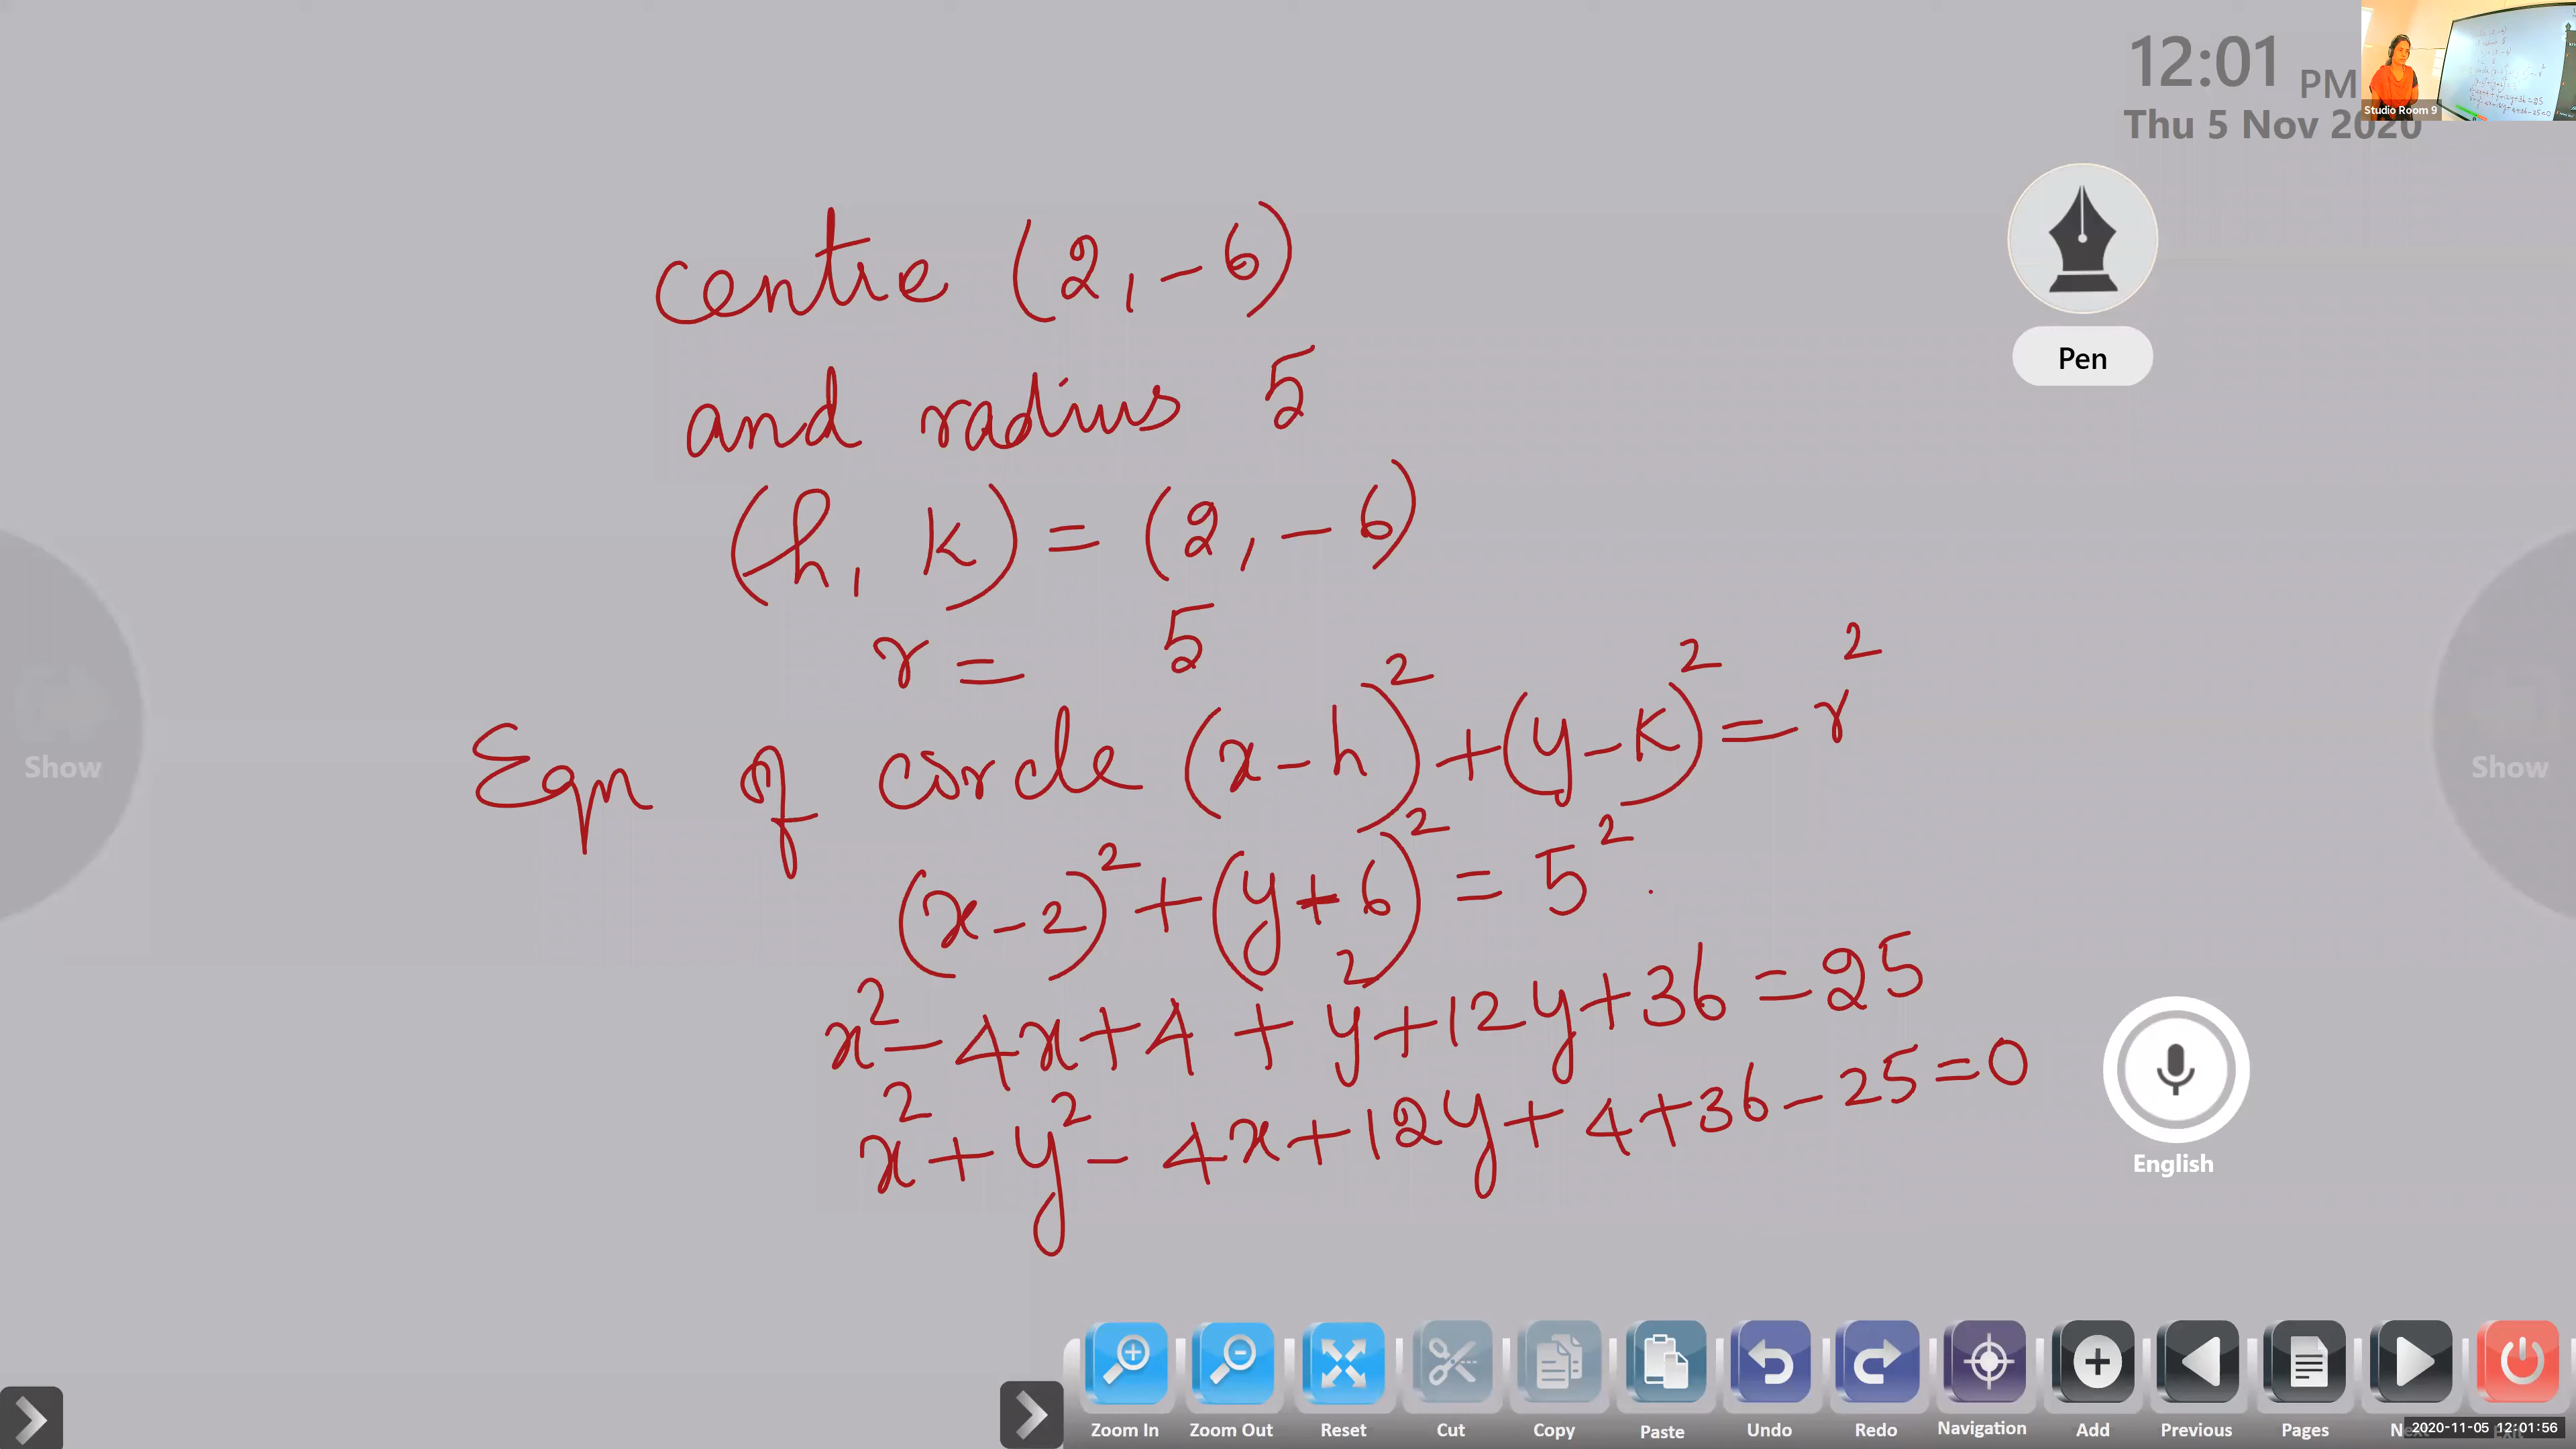 12:01 PM
Studio Room 9
Thu 5 Nov 2020
centre (2, -6)
Pen
and radius 5
(h, k) = (2, -6)
r = 5
Eqn of circle (x-h)² + (y-k)² = r²
Show
Show
(x-2)² + (y+6)² = 5²
x² - 4x + 4 + y² + 12y + 36 = 25
x² + y² - 4x + 12y + 4 + 36 - 25 = 0
English
Zoom In Zoom Out Reset Cut Copy Paste Undo Redo Navigation Add Previous Pages
2020-11-05 12:01:56